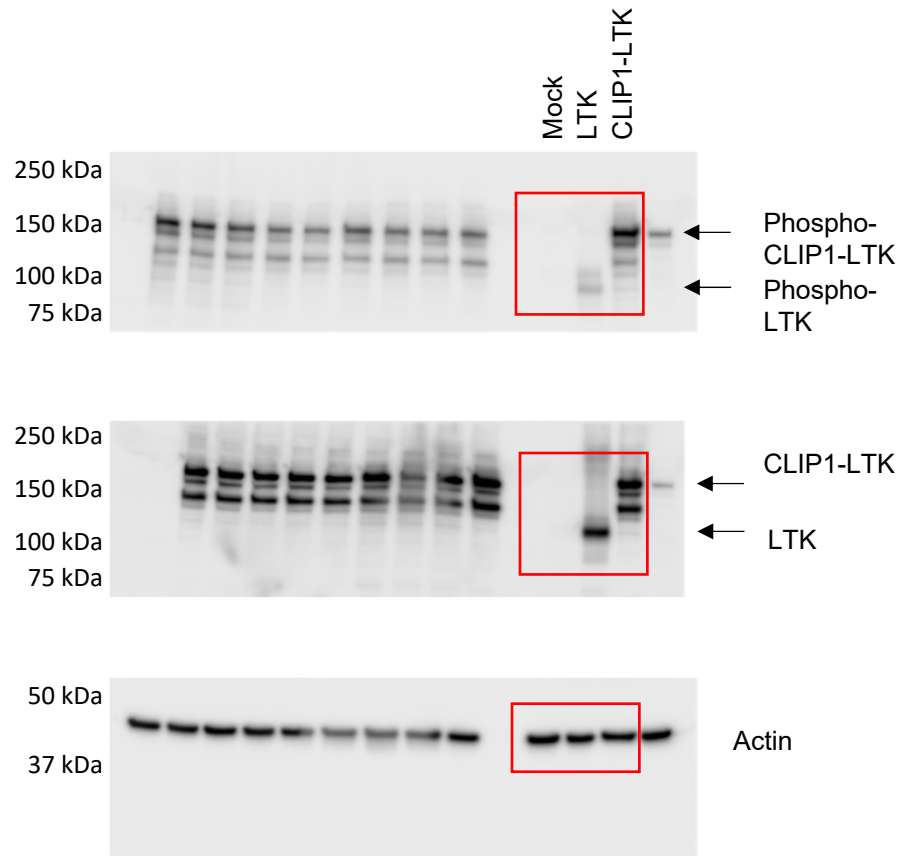 Mock
LTK
CLIP1-LTK
250 kDa
150 kDa
100 kDa
75 kDa
Phospho-
CLIP1-LTK
Phospho-
LTK
250 kDa
150 kDa
100 kDa
75 kDa
CLIP1-LTK
LTK
50 kDa
37 kDa
Actin